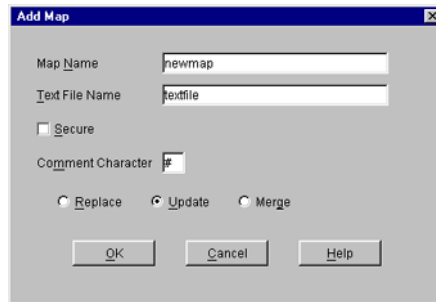 Add Map
Map Name newmap
Text File Name textfile
Secure
Comment Character #
Replace Update Merge
OK Cancel Help